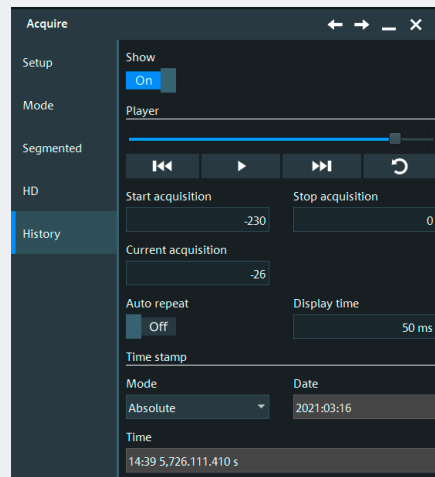 Acquire
Setup
Mode
Segmented
HD
History
Show
On
Player
Start acquisition Stop acquisition
-230 0
Current acquisition
-26
Auto repeat Display time
Off 50 ms
Time stamp
Mode Date
Absolute 2021:03:16
Time
14:39 5,726.111.410 s